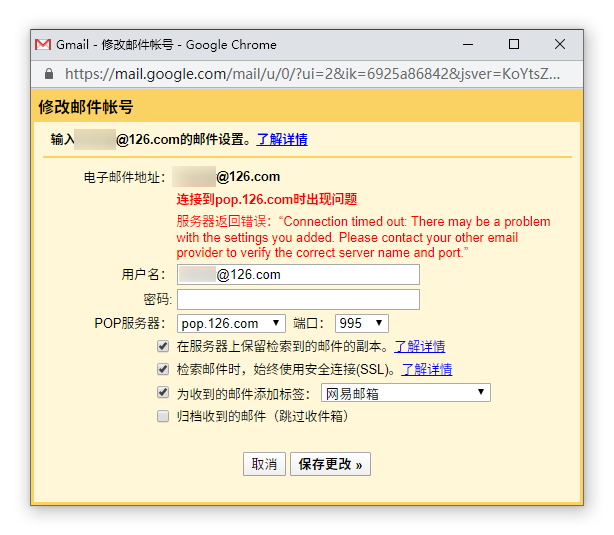 Gmail - 修改邮件帐号 - Google Chrome
https://mail.google.com/mail/u/0/?ui=2&ik=6925a86842&jsver=KoYtsZ...
修改邮件帐号
输入 @126.com的邮件设置。了解详情
电子邮件地址： @126.com
连接到pop.126.com时出现问题
服务器返回错误：“Connection timed out: There may be a problem
with the settings you added. Please contact your other email
provider to verify the correct server name and port.”
用户名： @126.com
密码:
POP服务器： pop.126.com 端口： 995
在服务器上保留检索到的邮件的副本。了解详情
检索邮件时，始终使用安全连接(SSL)。了解详情
为收到的邮件添加标签： 网易邮箱
归档收到的邮件（跳过收件箱）
取消 保存更改 »